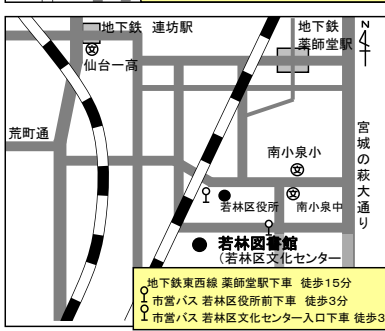 地下鉄 連坊駅
地下鉄
薬師堂駅
N
仙台一高
荒町通
宮城の萩大通り
南小泉小
若林区役所
南小泉中
若林図書館
(若林区文化センター
地下鉄東西線 薬師堂駅下車 徒歩15分
市営バス 若林区役所前下車 徒歩3分
市営バス 若林区文化センター入口下車 徒歩3